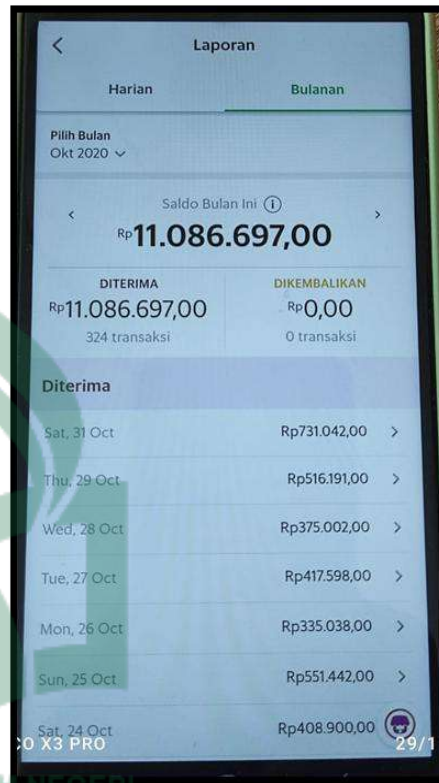 Laporan
Harian Bulanan
Pilih Bulan
Okt 2020
Saldo Bulan Ini
Rp11.086.697,00
DITERIMA DIKEMBALIKAN
Rp11.086.697,00 Rp0,00
324 transaksi 0 transaksi
Diterima
Sat, 31 Oct Rp731.042,00
Thu, 29 Oct Rp516.191,00
Wed, 28 Oct Rp375.002,00
Tue, 27 Oct Rp417.598,00
Mon, 26 Oct Rp335.038,00
Sun, 25 Oct Rp551.442,00
Sat, 24 Oct Rp408.900,00
X3 PRO 29/1